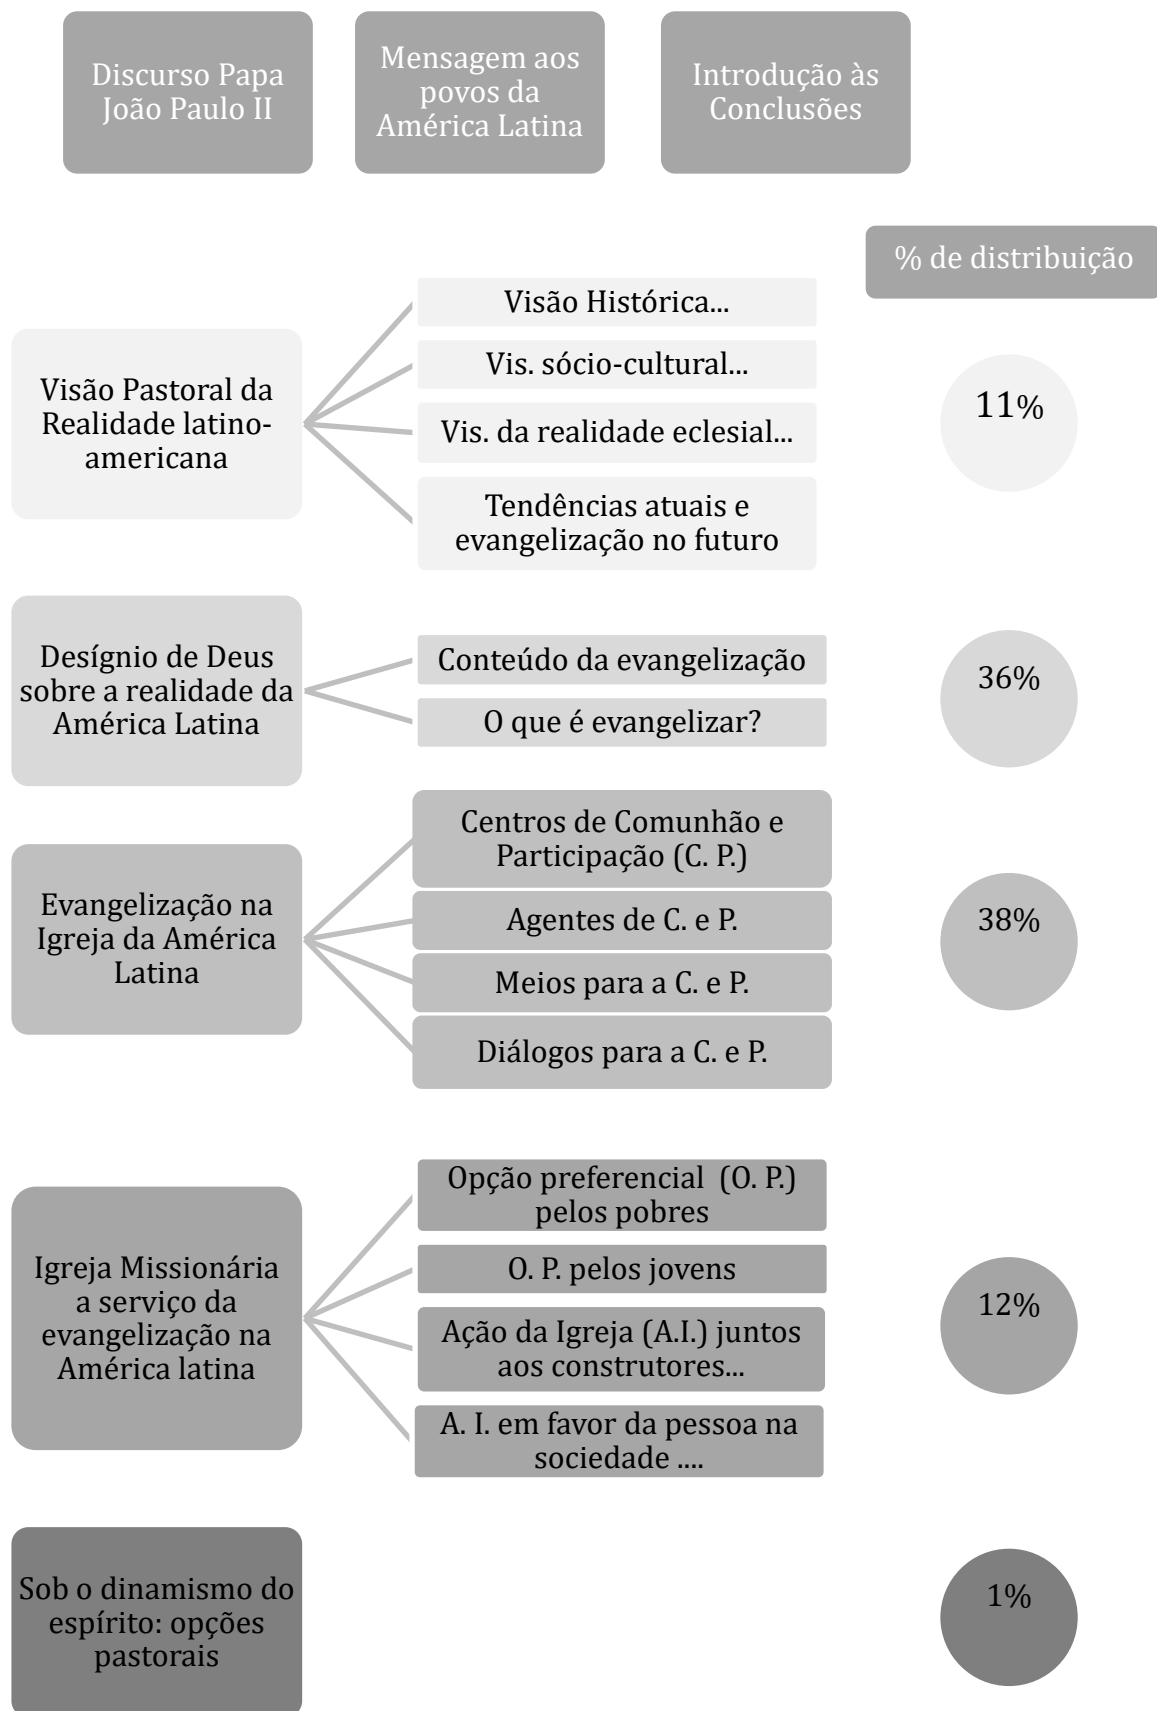 Discurso Papa
João Paulo II
Mensagem aos
povos da
América Latina
Introdução às
Conclusões
% de distribuição
Visão Pastoral da
Realidade latino-
americana
Visão Histórica...
Vis. sócio-cultural...
Vis. da realidade eclesial...
Tendências atuais e
evangelização no futuro
11%
Desígnio de Deus
sobre a realidade da
América Latina
Conteúdo da evangelização
O que é evangelizar?
36%
Evangelização na
Igreja da América
Latina
Centros de Comunhão e
Participação (C. P.)
Agentes de C. e P.
Meios para a C. e P.
Diálogos para a C. e P.
38%
Igreja Missionária
a serviço da
evangelização na
América latina
Opção preferencial (O. P.)
pelos pobres
O. P. pelos jovens
Ação da Igreja (A.I.) juntos
aos construtores...
A. I. em favor da pessoa na
sociedade ....
12%
Sob o dinamismo do
espírito: opções
pastorais
1%